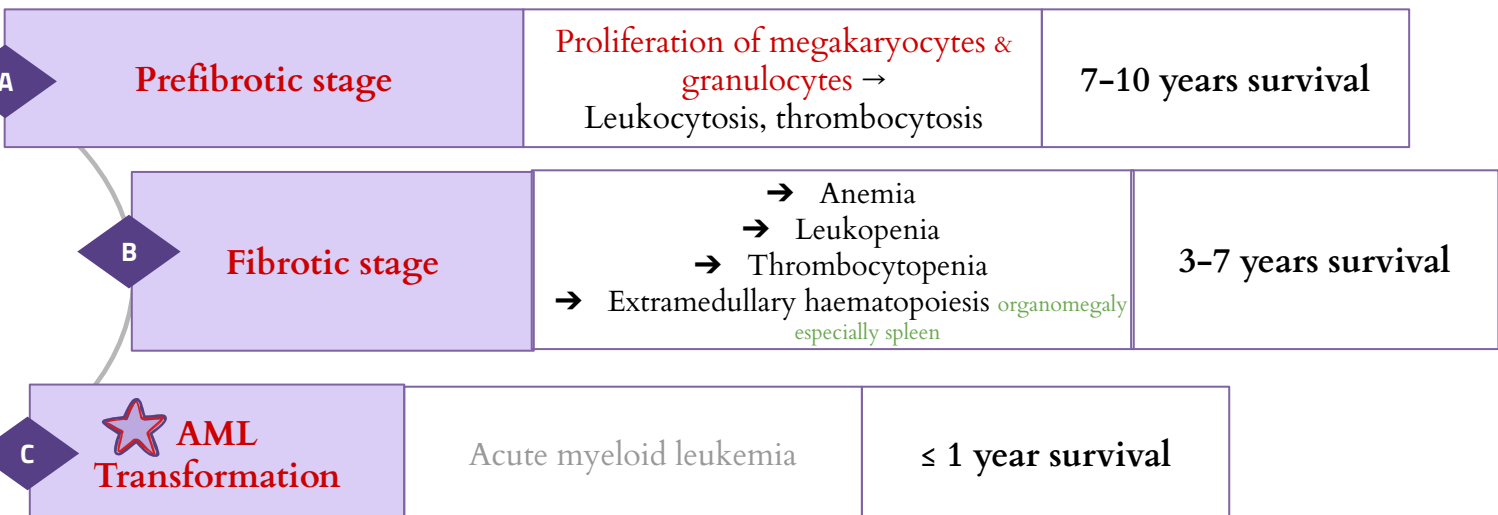 A
Prefibrotic stage
Proliferation of megakaryocytes &
granulocytes →
Leukocytosis, thrombocytosis
7-10 years survival
B
Fibrotic stage
➔ Anemia
➔ Leukopenia
➔ Thrombocytopenia
➔ Extramedullary haematopoiesis organomegaly
especially spleen
3-7 years survival
C
AML
Transformation
Acute myeloid leukemia
≤ 1 year survival